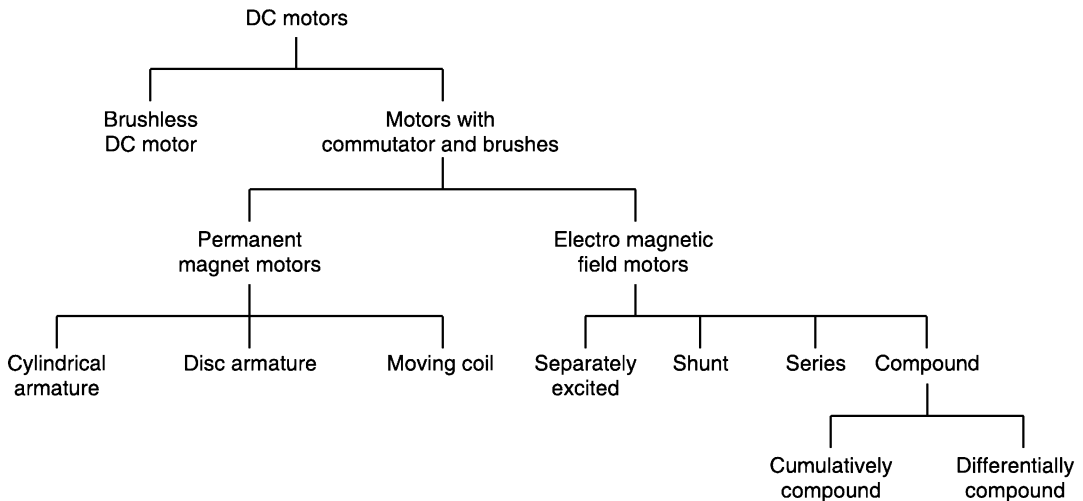 DC motors
Brushless
DC motor
Motors with
commutator and brushes
Permanent
magnet motors
Electro magnetic
field motors
Cylindrical
armature
Disc armature
Moving coil
Separately
excited
Shunt
Series
Compound
Cumulatively
compound
Differentially
compound